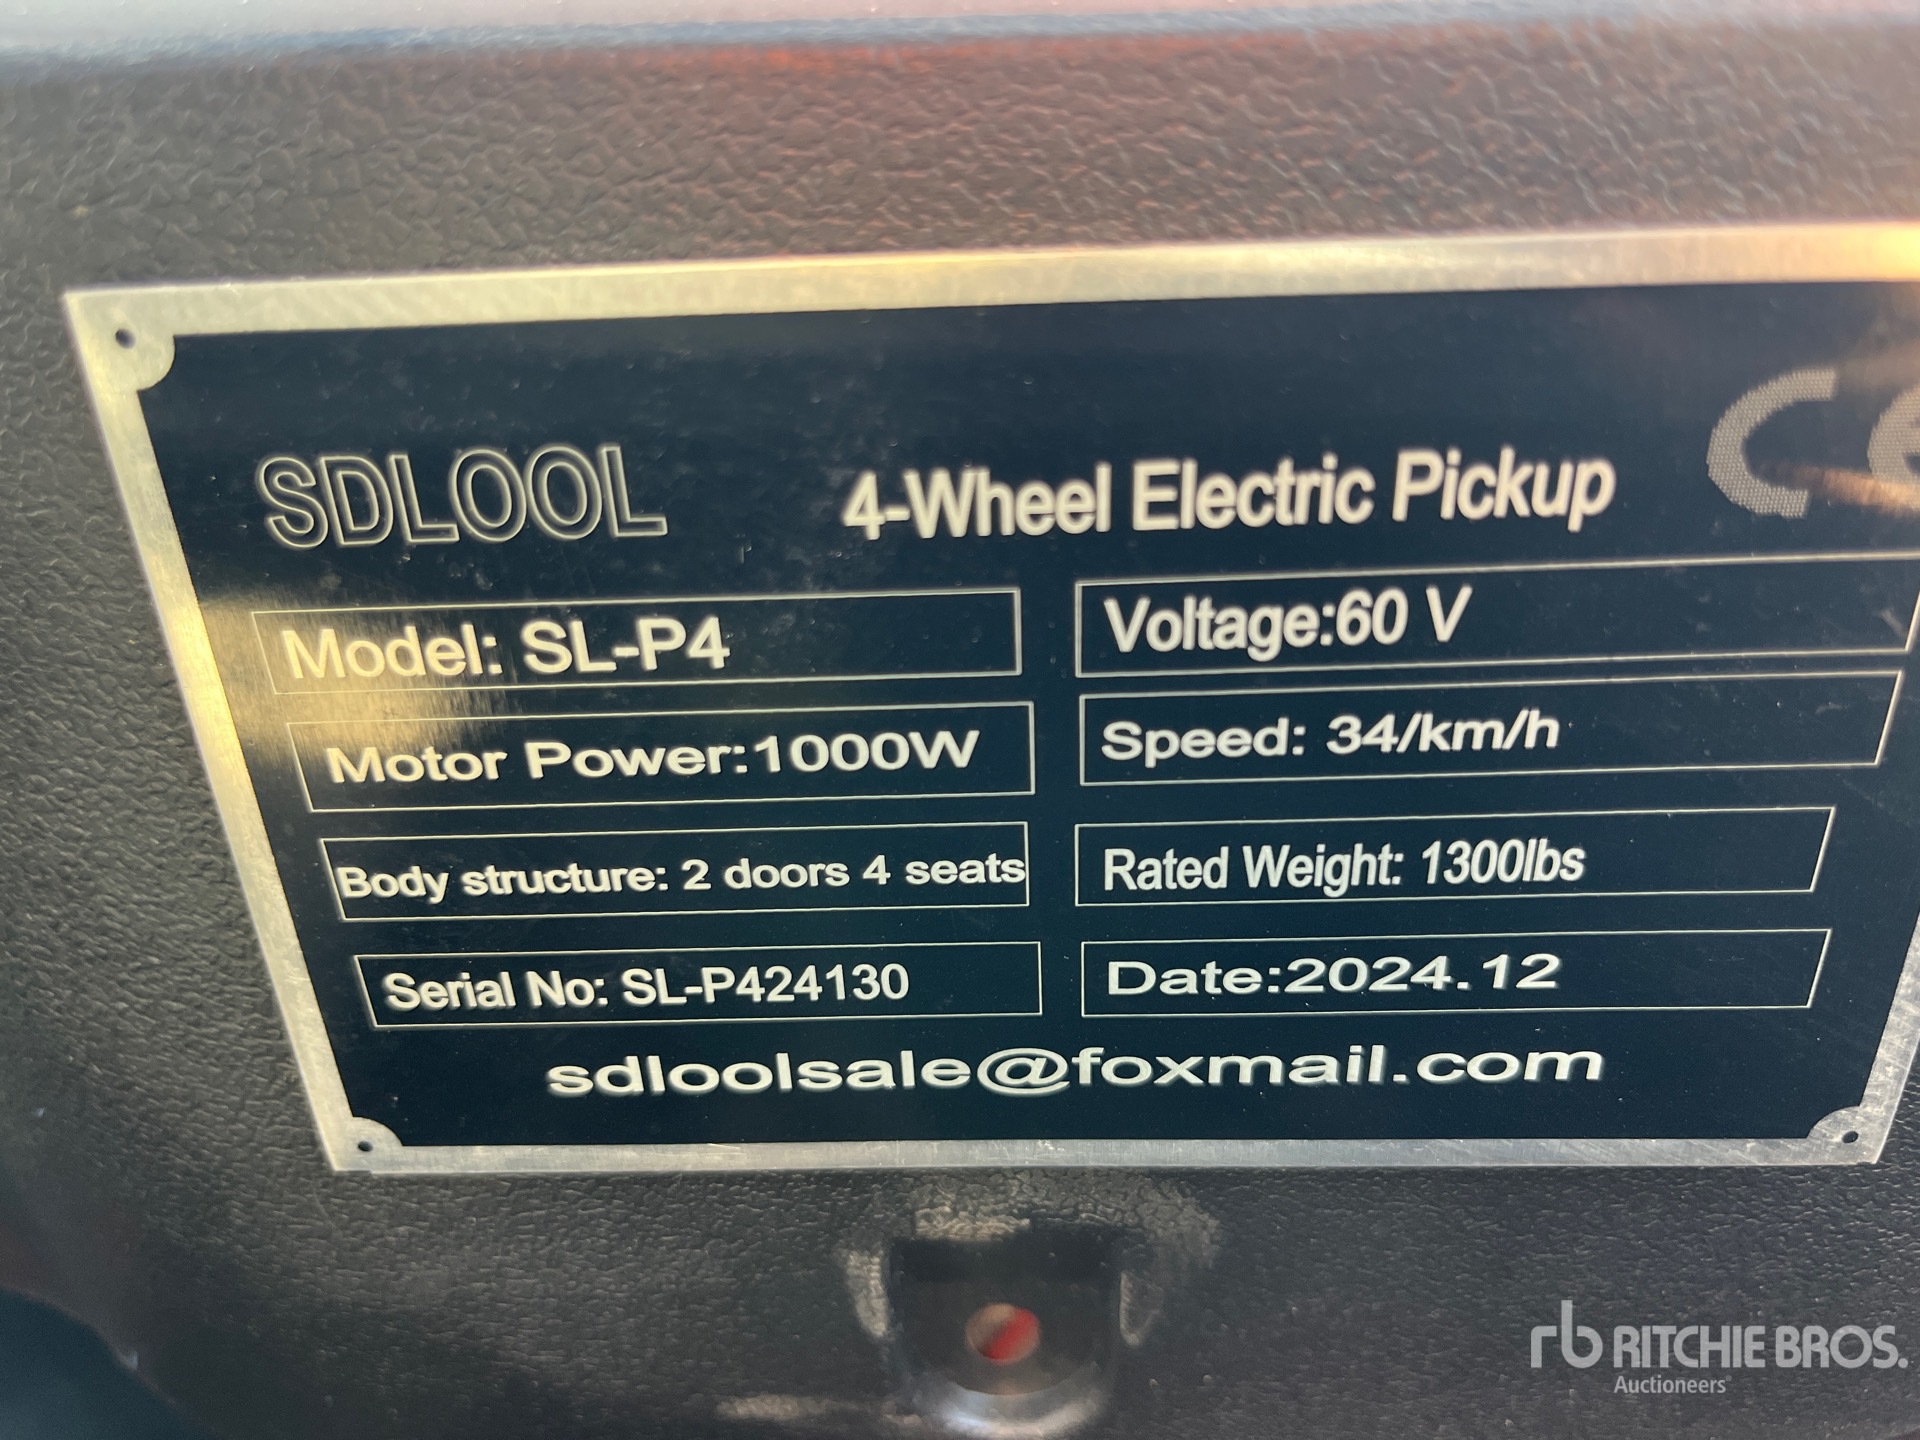 SDLOOL 4-Wheel Electric Pickup CE
Model: SL-P4 Voltage:60 V
Motor Power:1000W Speed: 34/km/h
Body structure: 2 doors 4 seats Rated Weight: 1300lbs
Serial No: SL-P424130 Date:2024.12
sdloolsale@foxmail.com
rb RITCHIE BROS.
Auctioneers